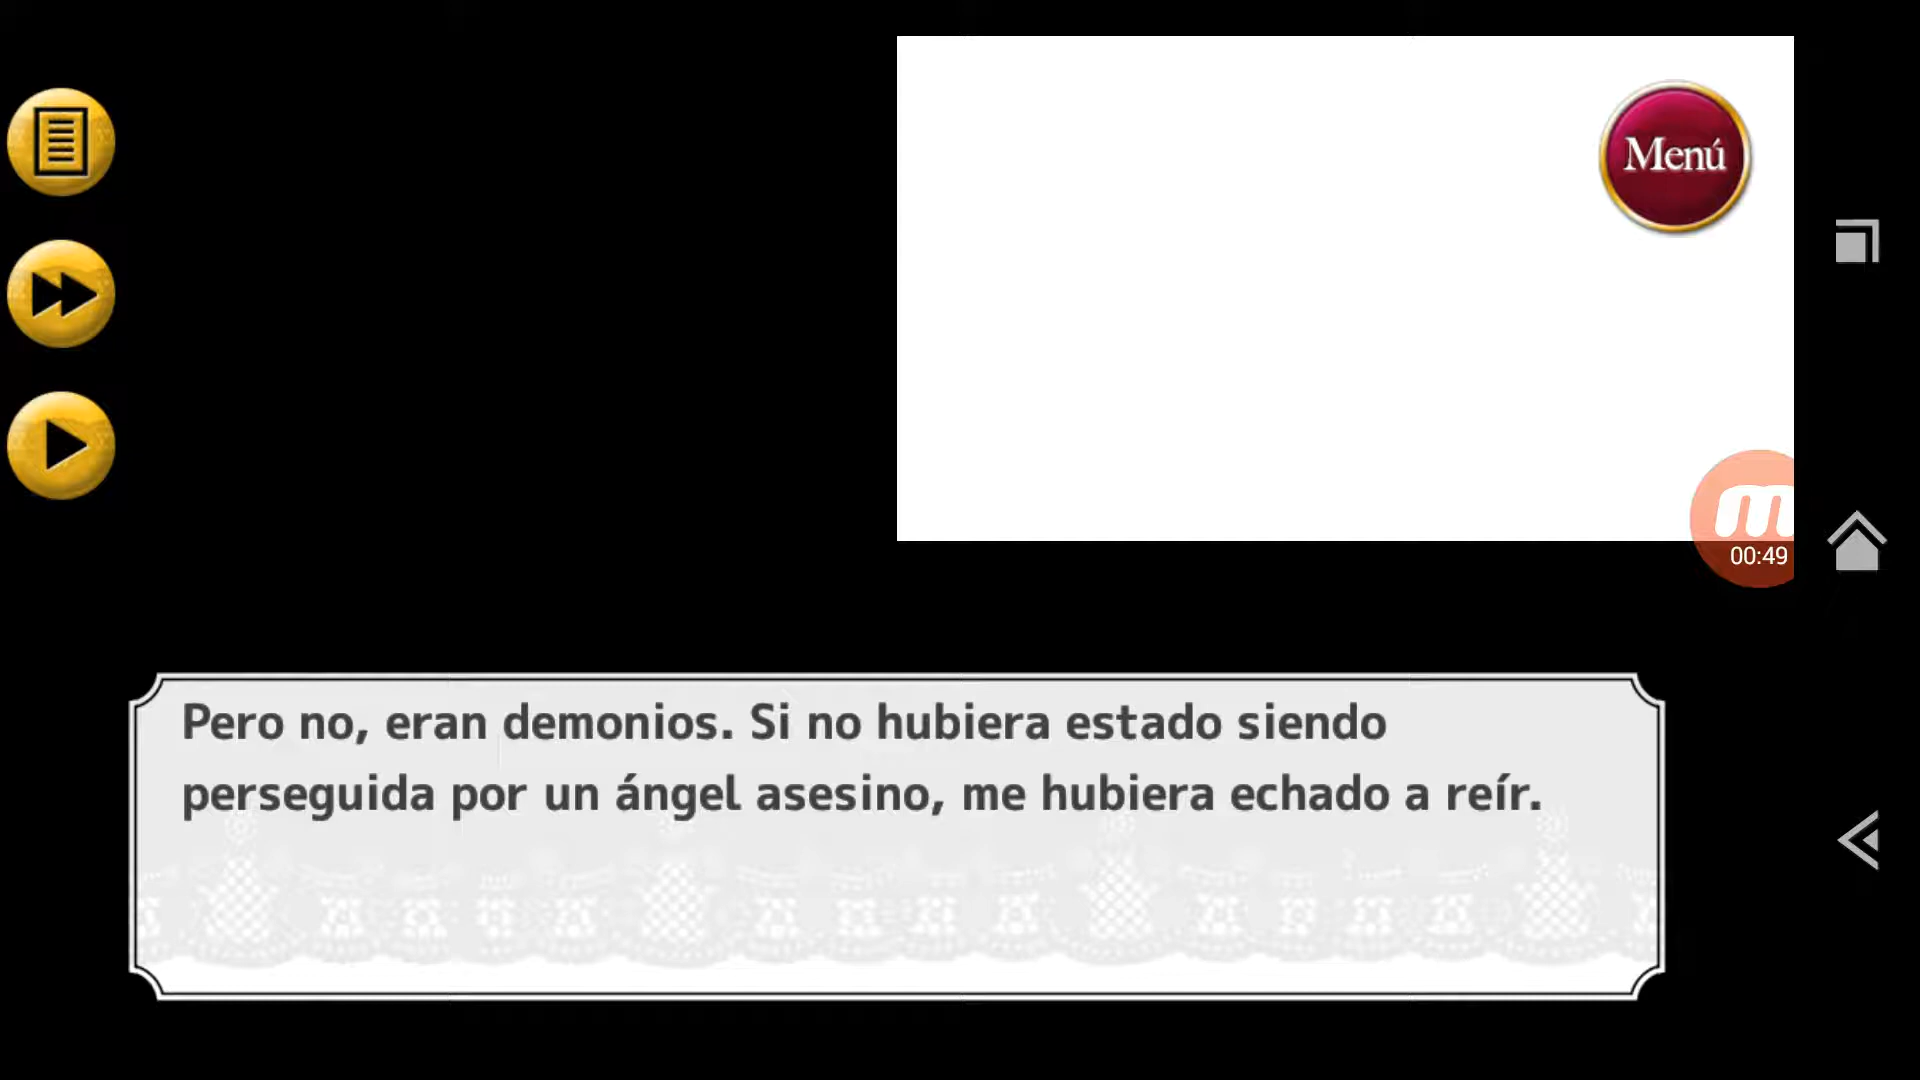 Menú
00:49
Pero no, eran demonios. Si no hubiera estado siendo
perseguida por un ángel asesino, me hubiera echado a reír.